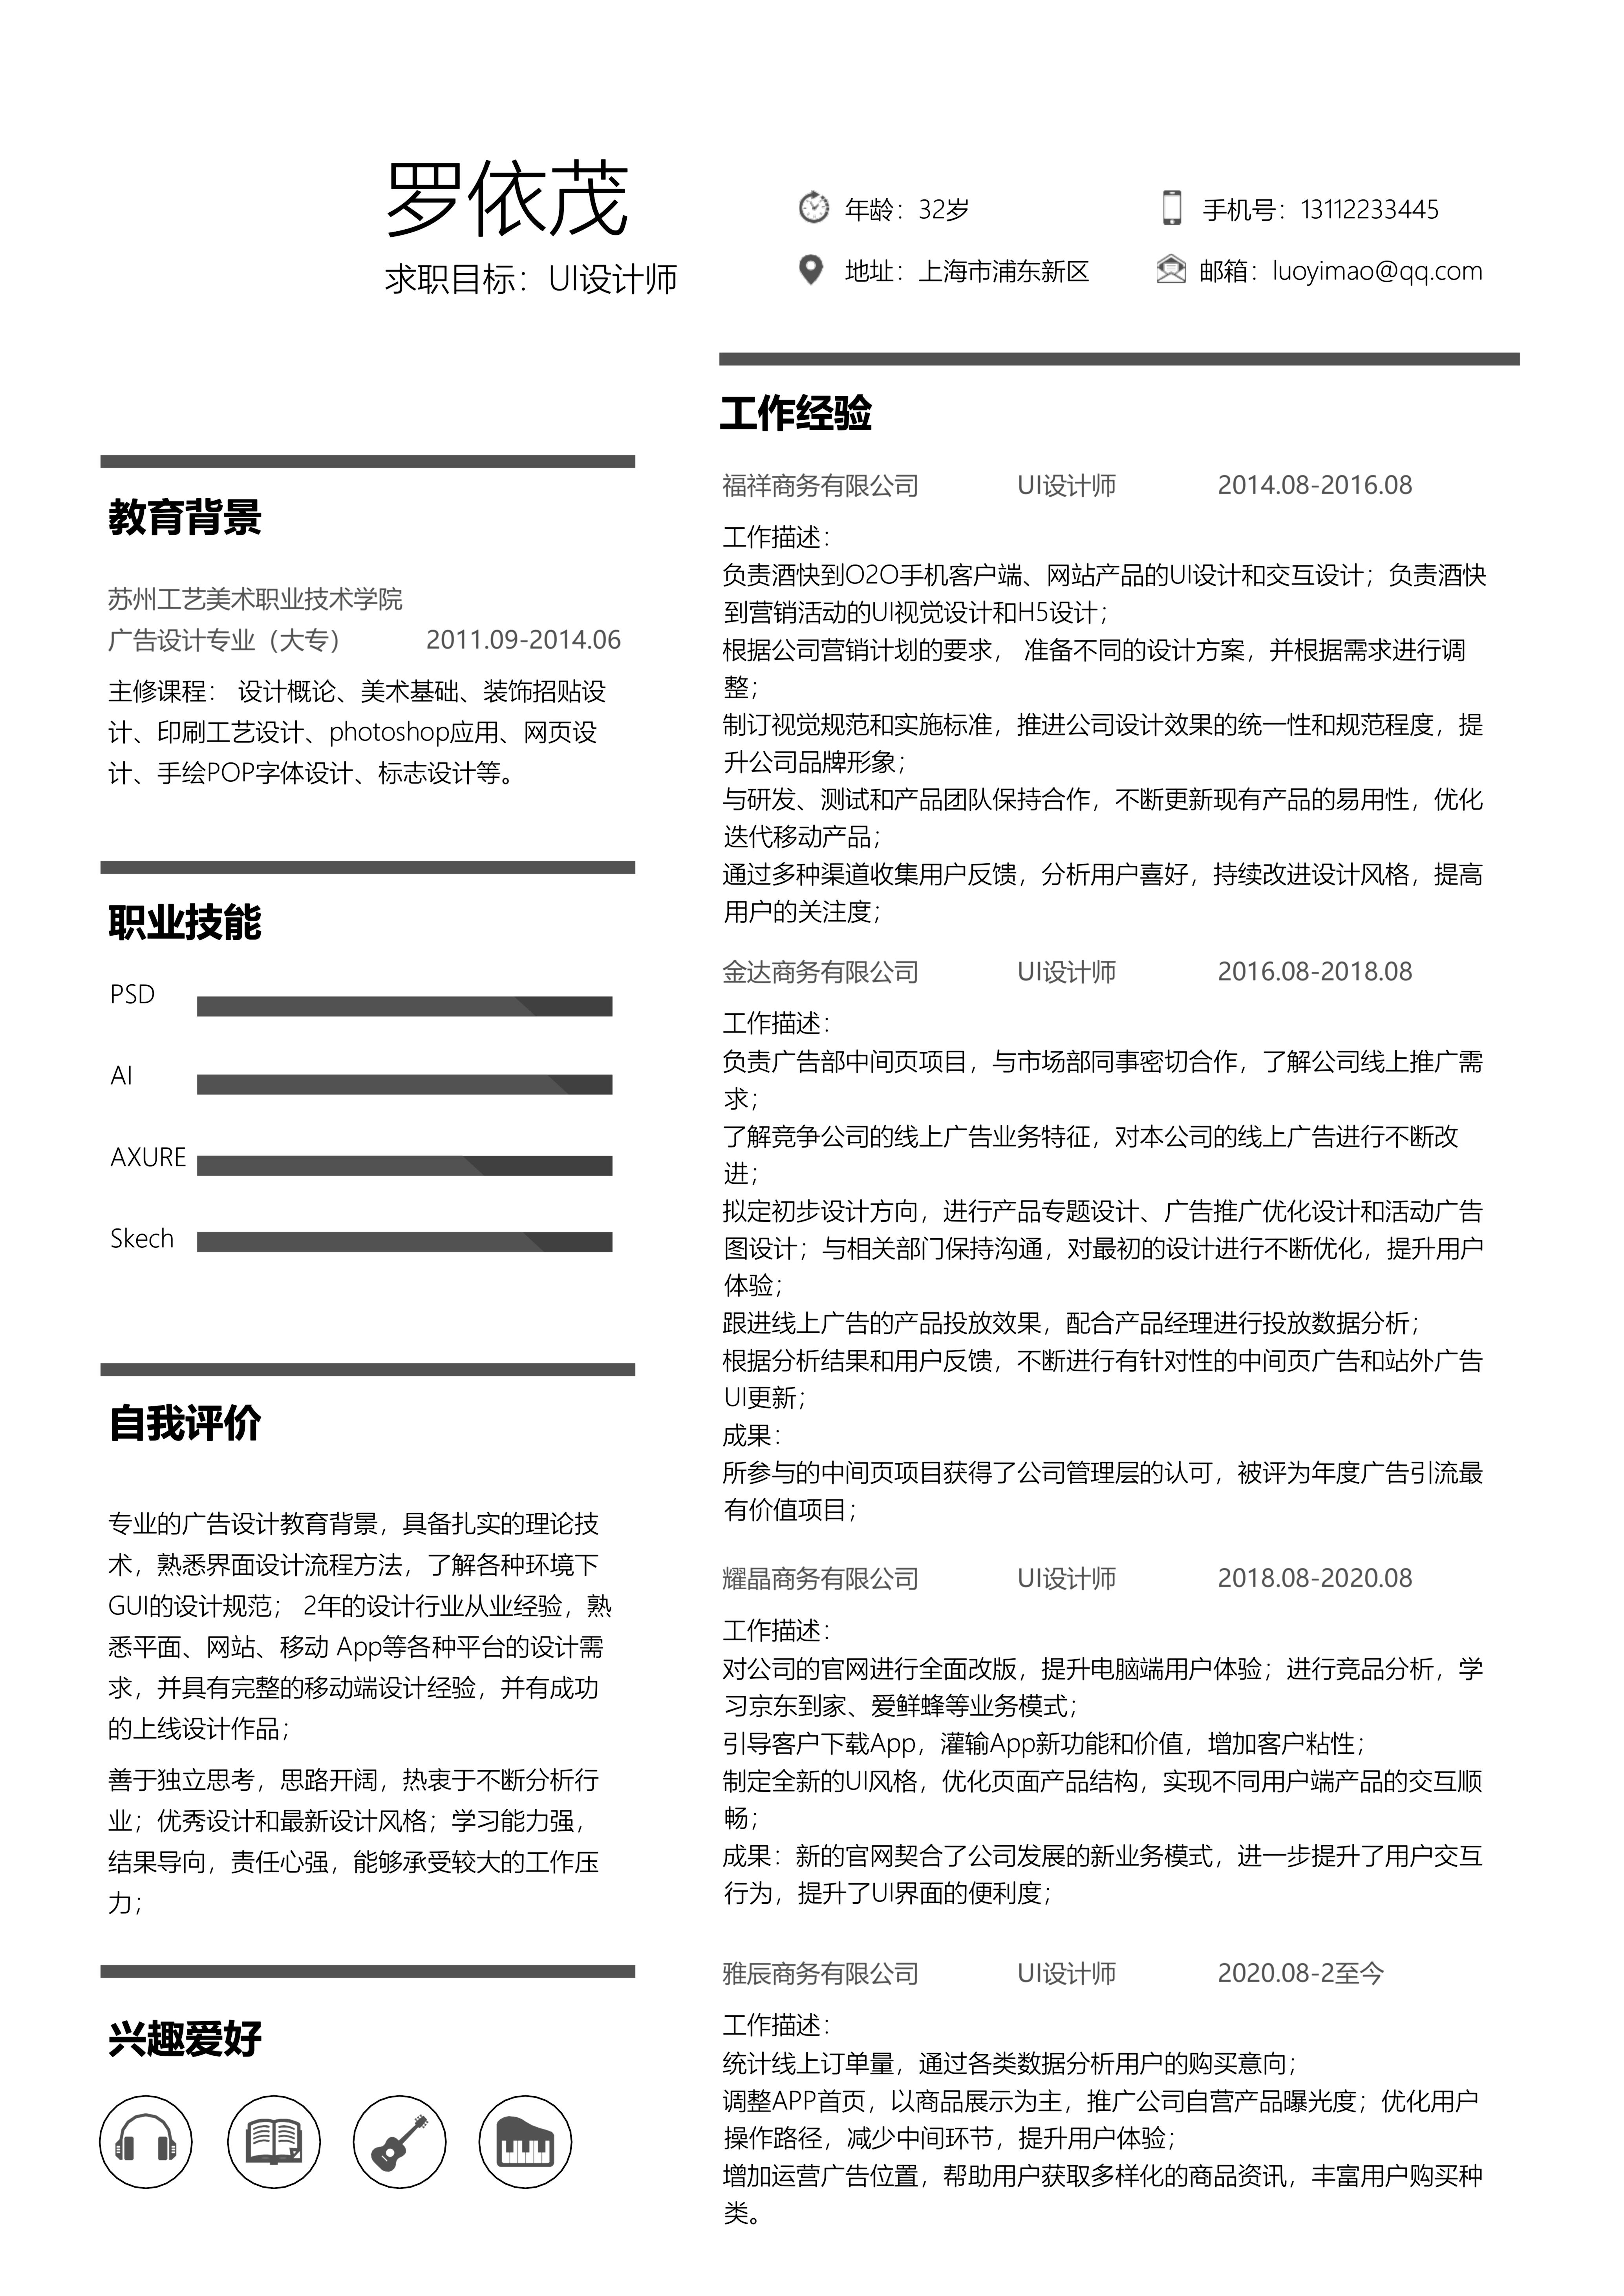 罗依茂
求职目标：UI设计师
年龄：32岁
手机号：13112233445
地址：上海市浦东新区
邮箱：luoyimao@qq.com
教育背景
苏州工艺美术职业技术学院
广告设计专业（大专） 2011.09-2014.06
主修课程： 设计概论、美术基础、装饰招贴设
计、印刷工艺设计、photoshop应用、网页设
计、手绘POP字体设计、标志设计等。
职业技能
PSD
AI
AXURE
Skech
自我评价
专业的广告设计教育背景，具备扎实的理论技
术，熟悉界面设计流程方法，了解各种环境下
GUI的设计规范； 2年的设计行业从业经验，熟
悉平面、网站、移动 App等各种平台的设计需
求，并具有完整的移动端设计经验，并有成功
的上线设计作品；
善于独立思考，思路开阔，热衷于不断分析行
业；优秀设计和最新设计风格；学习能力强，
结果导向，责任心强，能够承受较大的工作压
力；
兴趣爱好
工作经验
福祥商务有限公司 UI设计师 2014.08-2016.08
工作描述：
负责酒快到O2O手机客户端、网站产品的UI设计和交互设计；负责酒快
到营销活动的UI视觉设计和H5设计；
根据公司营销计划的要求， 准备不同的设计方案，并根据需求进行调
整；
制订视觉规范和实施标准，推进公司设计效果的统一性和规范程度，提
升公司品牌形象；
与研发、测试和产品团队保持合作，不断更新现有产品的易用性，优化
迭代移动产品；
通过多种渠道收集用户反馈，分析用户喜好，持续改进设计风格，提高
用户的关注度；
金达商务有限公司 UI设计师 2016.08-2018.08
工作描述：
负责广告部中间页项目，与市场部同事密切合作，了解公司线上推广需
求；
了解竞争公司的线上广告业务特征，对本公司的线上广告进行不断改
进；
拟定初步设计方向，进行产品专题设计、广告推广优化设计和活动广告
图设计；与相关部门保持沟通，对最初的设计进行不断优化，提升用户
体验；
跟进线上广告的产品投放效果，配合产品经理进行投放数据分析；
根据分析结果和用户反馈，不断进行有针对性的中间页广告和站外广告
UI更新；
成果：
所参与的中间页项目获得了公司管理层的认可，被评为年度广告引流最
有价值项目；
耀晶商务有限公司 UI设计师 2018.08-2020.08
工作描述：
对公司的官网进行全面改版，提升电脑端用户体验；进行竞品分析，学
习京东到家、爱鲜蜂等业务模式；
引导客户下载App，灌输App新功能和价值，增加客户粘性；
制定全新的UI风格，优化页面产品结构，实现不同用户端产品的交互顺
畅；
成果：新的官网契合了公司发展的新业务模式，进一步提升了用户交互
行为，提升了UI界面的便利度；
雅辰商务有限公司 UI设计师 2020.08-2至今
工作描述：
统计线上订单量，通过各类数据分析用户的购买意向；
调整APP首页，以商品展示为主，推广公司自营产品曝光度；优化用户
操作路径，减少中间环节，提升用户体验；
增加运营广告位置，帮助用户获取多样化的商品资讯，丰富用户购买种
类。